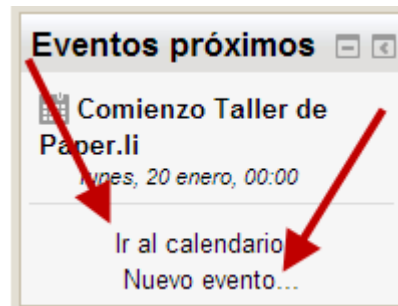 Eventos próximos
Comienzo Taller de
Paper.li
lunes, 20 enero, 00:00
Ir al calendario
Nuevo evento...